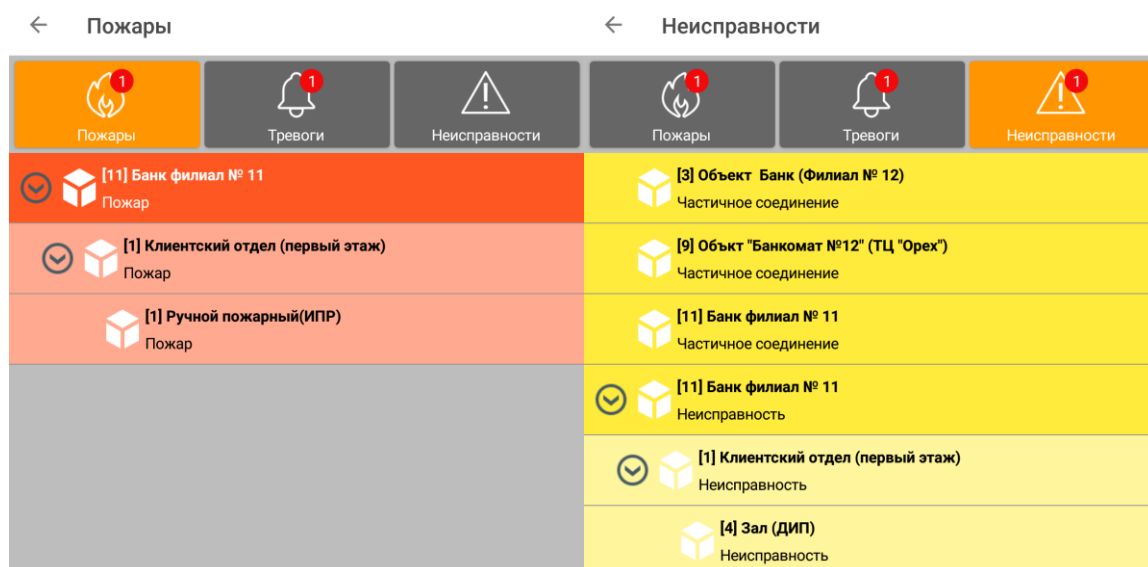 Пожары
1
1
Пожары
Тревоги
Неисправности
[11] Банк филиал № 11
Пожар
[1] Клиентский отдел (первый этаж)
Пожар
[1] Ручной пожарный(ИПР)
Пожар
Неисправности
1
1
1
Пожары
Тревоги
Неисправности
[3] Объект Банк (Филиал № 12)
Частичное соединение
[9] Объкт "Банкомат №12" (ТЦ "Орех")
Частичное соединение
[11] Банк филиал № 11
Частичное соединение
[11] Банк филиал № 11
Неисправность
[1] Клиентский отдел (первый этаж)
Неисправность
[4] Зал (ДИП)
Неисправность